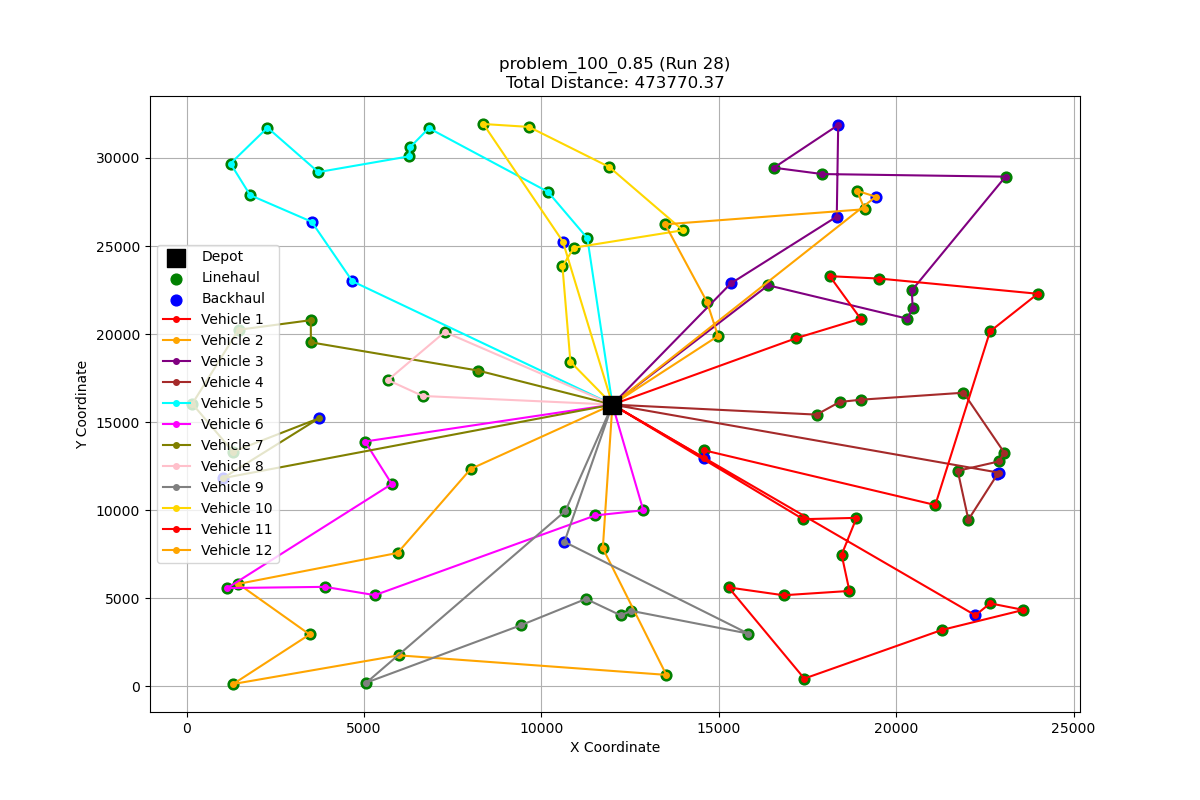 problem_100_0.85 (Run 28)
Total Distance: 473770.37
Y Coordinate
30000
25000
20000
15000
10000
5000
0
Depot
Linehaul
Backhaul
Vehicle 1
Vehicle 2
Vehicle 3
Vehicle 4
Vehicle 5
Vehicle 6
Vehicle 7
Vehicle 8
Vehicle 9
Vehicle 10
Vehicle 11
Vehicle 12
0
5000
10000
15000
20000
25000
X Coordinate